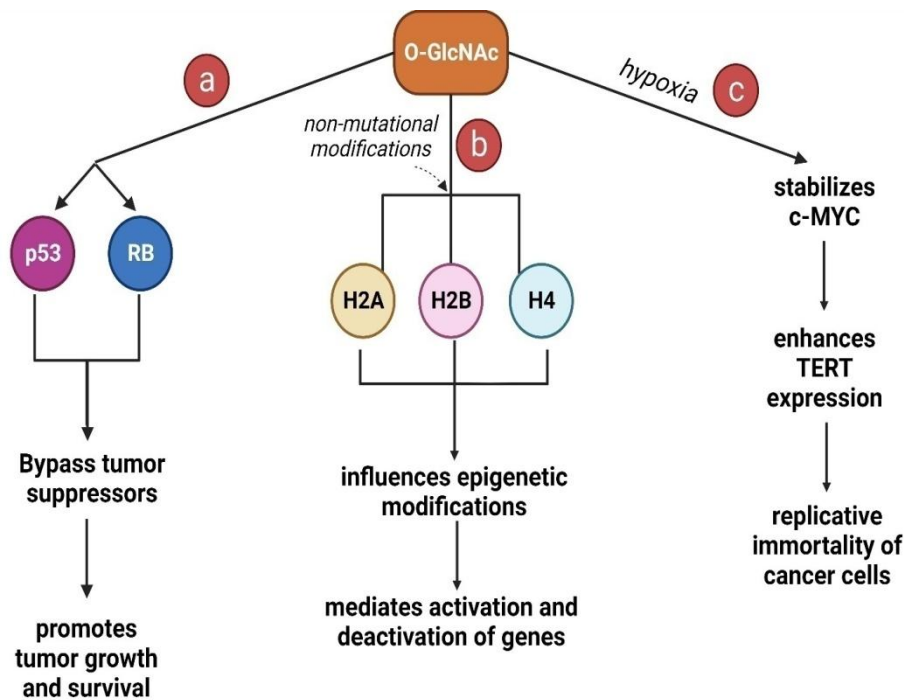 O-GlcNAc
a
p53
RB
Bypass tumor
suppressors
promotes
tumor growth
and survival
non-mutational
modifications
b
H2A
H2B
H4
influences epigenetic
modifications
mediates activation and
deactivation of genes
hypoxia
c
stabilizes
c-MYC
enhances
TERT
expression
replicative
immortality of
cancer cells